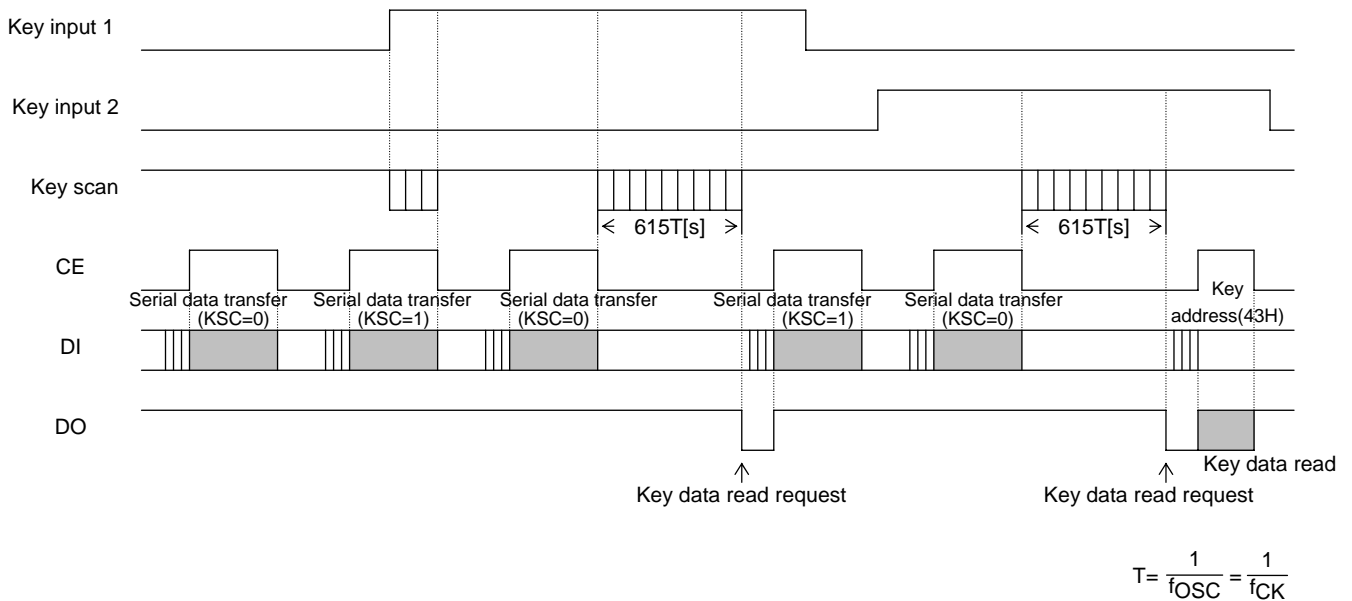 Key input 1
Key input 2
Key scan
615T[s]
615T[s]
CE
Serial data transfer
(KSC=0)
Serial data transfer
(KSC=1)
Serial data transfer
(KSC=0)
Serial data transfer
(KSC=1)
Serial data transfer
(KSC=0)
Key
address(43H)
DI
DO
Key data read
Key data read request
Key data read request
T= 1/fOSC = 1/fCK